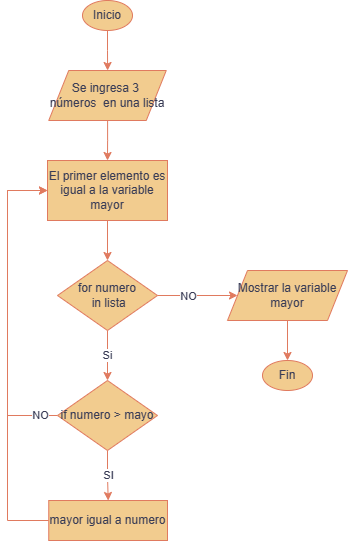 Inicio
Se ingresa 3
números en una lista
El primer elemento es
igual a la variable
mayor
for numero
in lista
NO
Mostrar la variable
mayor
Si
Fin
if numero > mayo
NO
SI
mayor igual a numero